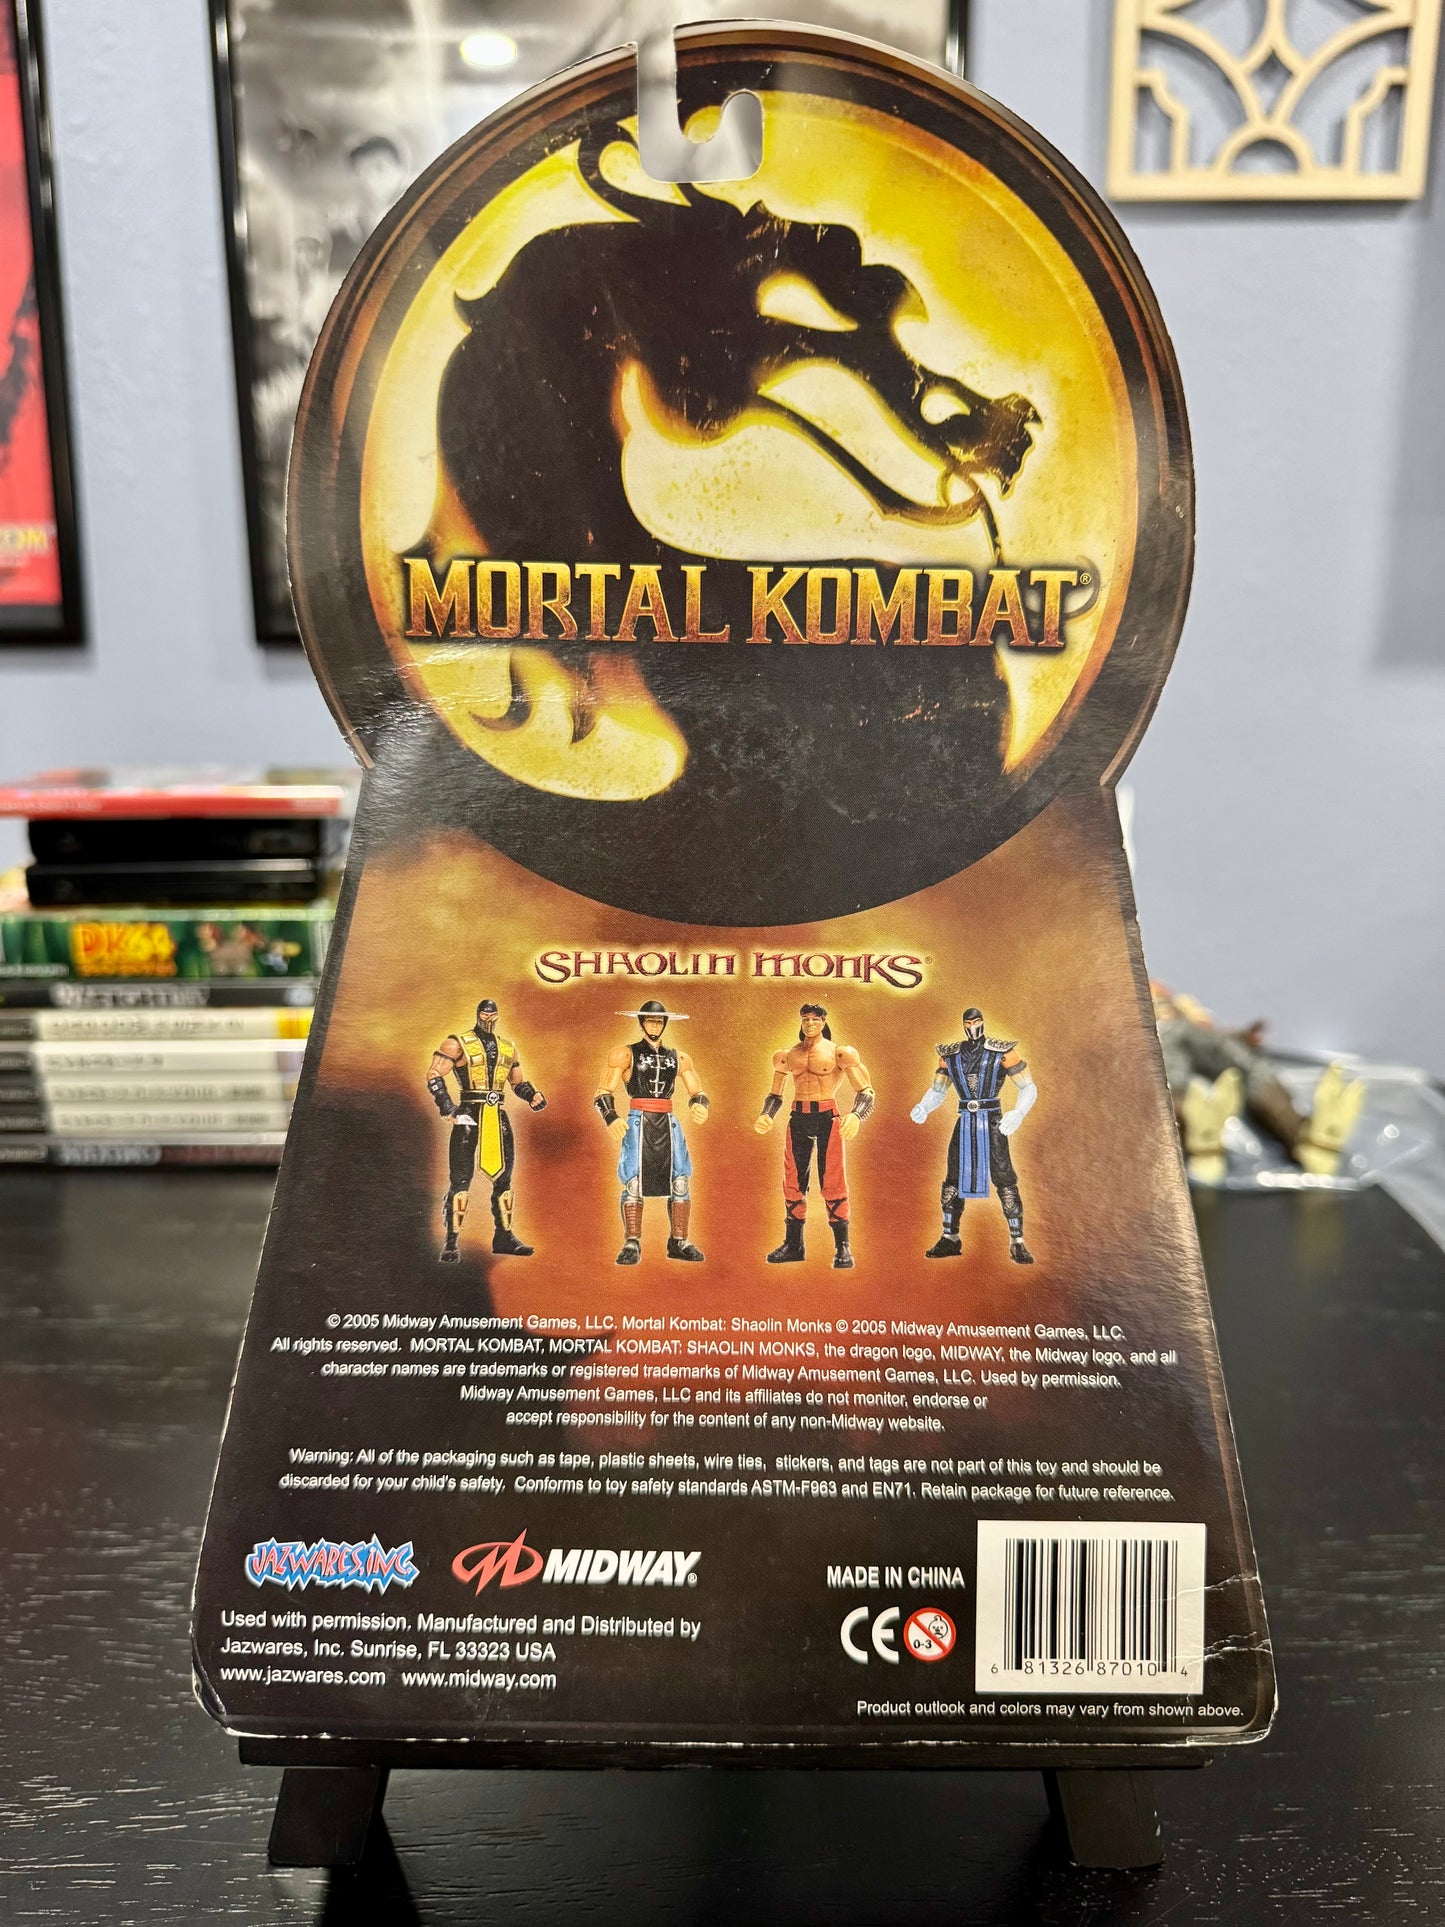 MORTAL KOMBAT®
SHAOLIN MONKS®
© 2005 Midway Amusement Games, LLC. Mortal Kombat: Shaolin Monks © 2005 Midway Amusement Games, LLC.
All rights reserved. MORTAL KOMBAT, MORTAL KOMBAT: SHAOLIN MONKS, the dragon logo, MIDWAY, the Midway logo, and all
character names are trademarks or registered trademarks of Midway Amusement Games, LLC. Used by permission.
Midway Amusement Games, LLC and its affiliates do not monitor, endorse or
accept responsibility for the content of any non-Midway website.
Warning: All of the packaging such as tape, plastic sheets, wire ties, stickers, and tags are not part of this toy and should be
discarded for your child's safety. Conforms to toy safety standards ASTM-F963 and EN71. Retain package for future reference.
JAZWARES, INC
MIDWAY®
Used with permission. Manufactured and Distributed by
Jazwares, Inc. Sunrise, FL 33323 USA
www.jazwares.com www.midway.com
MADE IN CHINA
CE
0-3
6 81326 87010 4
Product outlook and colors may vary from shown above.
DK64